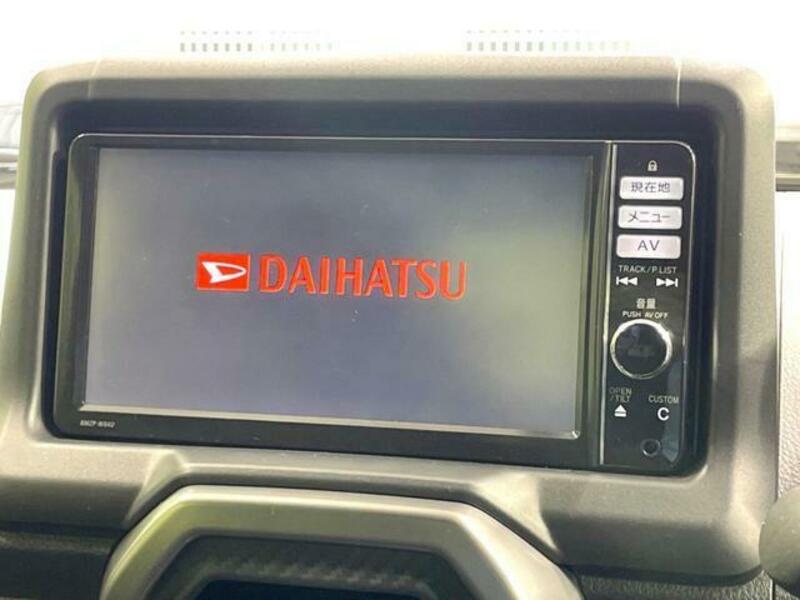 DAIHATSU
現在地
メニュー
AV
TRACK/P.LIST
音量
PUSH AV OFF
OPEN
/TILT
CUSTOM
C